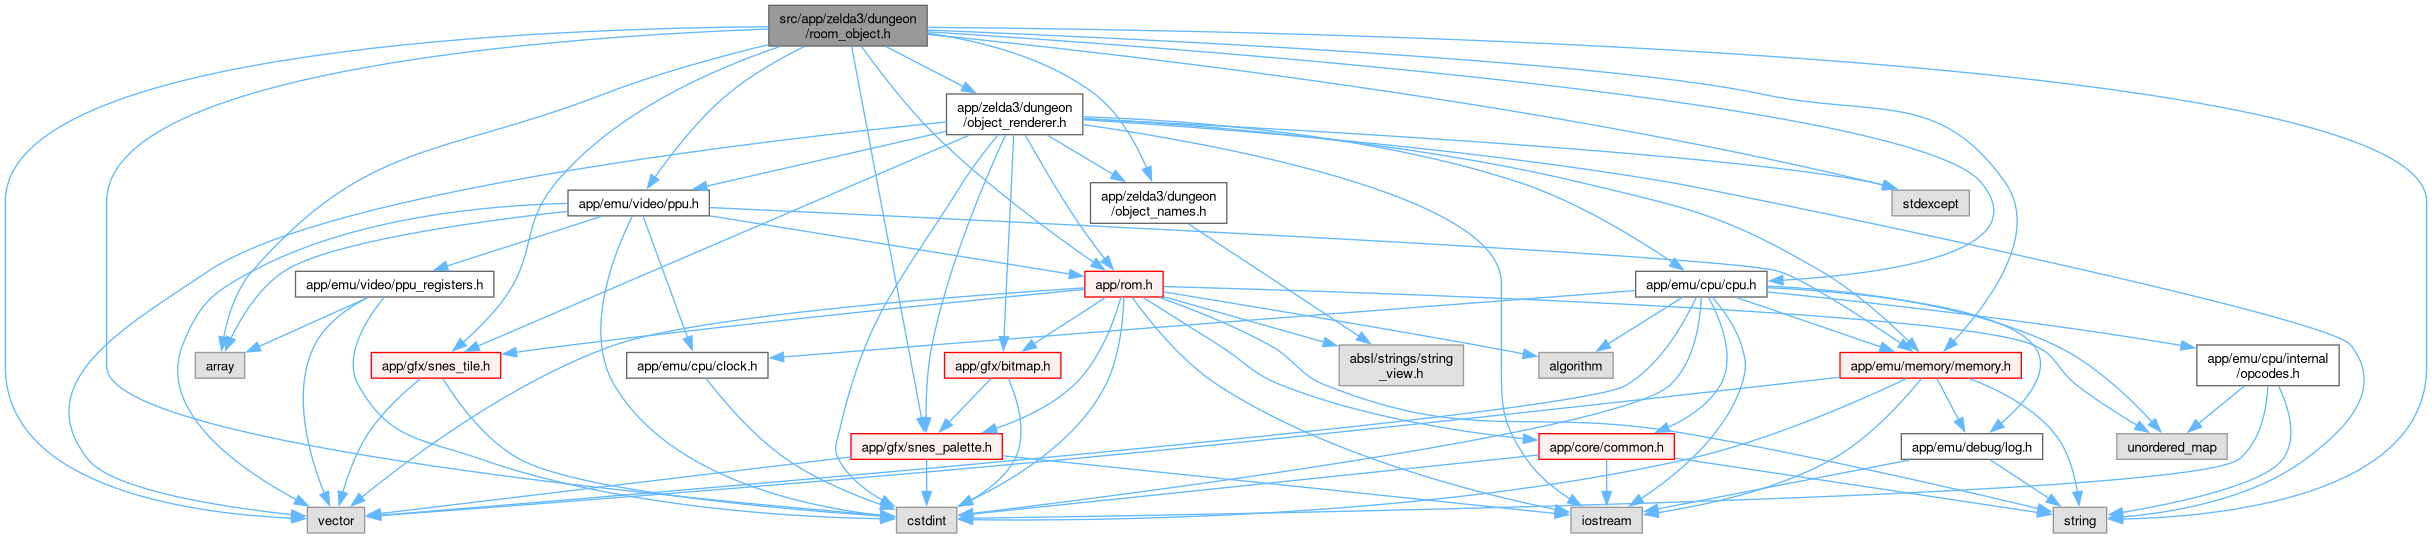 src/app/zelda3/dungeon
/room_object.h
app/zelda3/dungeon
/object_renderer.h
app/emu/video/ppu.h
app/zelda3/dungeon
/object_names.h
stdexcept
app/emu/video/ppu_registers.h
app/rom.h
app/emu/cpu/cpu.h
array
app/gfx/snes_tile.h
app/emu/cpu/clock.h
app/gfx/bitmap.h
absl/strings/string
_view.h
algorithm
app/emu/memory/memory.h
app/emu/cpu/internal
/opcodes.h
app/gfx/snes_palette.h
app/core/common.h
app/emu/debug/log.h
unordered_map
vector
cstdint
iostream
string